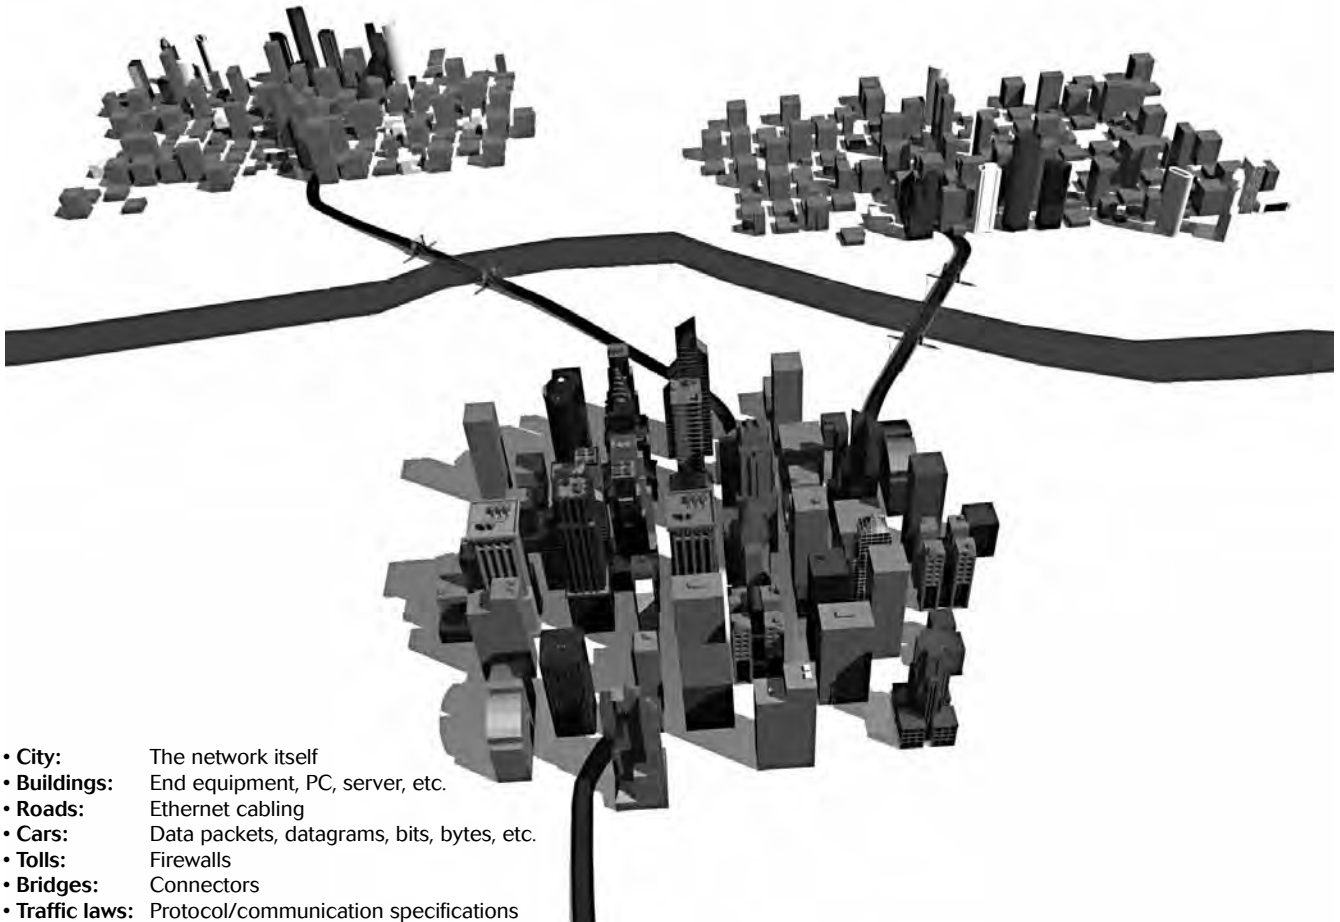 • City: The network itself
• Buildings: End equipment, PC, server, etc.
• Roads: Ethernet cabling
• Cars: Data packets, datagrams, bits, bytes, etc.
• Tolls: Firewalls
• Bridges: Connectors
• Traffic laws: Protocol/communication specifications